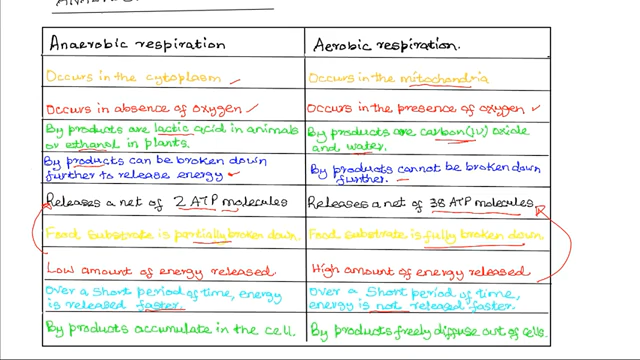 Anaerobic respiration
Aerobic respiration.
Occurs in the cytoplasm
Occurs in the mitochondria
Occurs in absence of oxygen
Occurs in the presence of oxygen
By products are lactic acid in animals
or ethanol in plants.
By products are carbon(IV) oxide
and water.
By products can be broken down
further to release energy
By products cannot be broken down
further.
Releases a net of 2 ATP molecules
Releases a net of 38 ATP molecules
Food substrate is partially broken down
Food substrate is fully broken down.
Low amount of energy released
High amount of energy released
Over a short period of time, energy
is released faster.
Over a short period of time,
energy is not released faster.
By products accumulate in the cell.
By products freely diffuse out of cells.